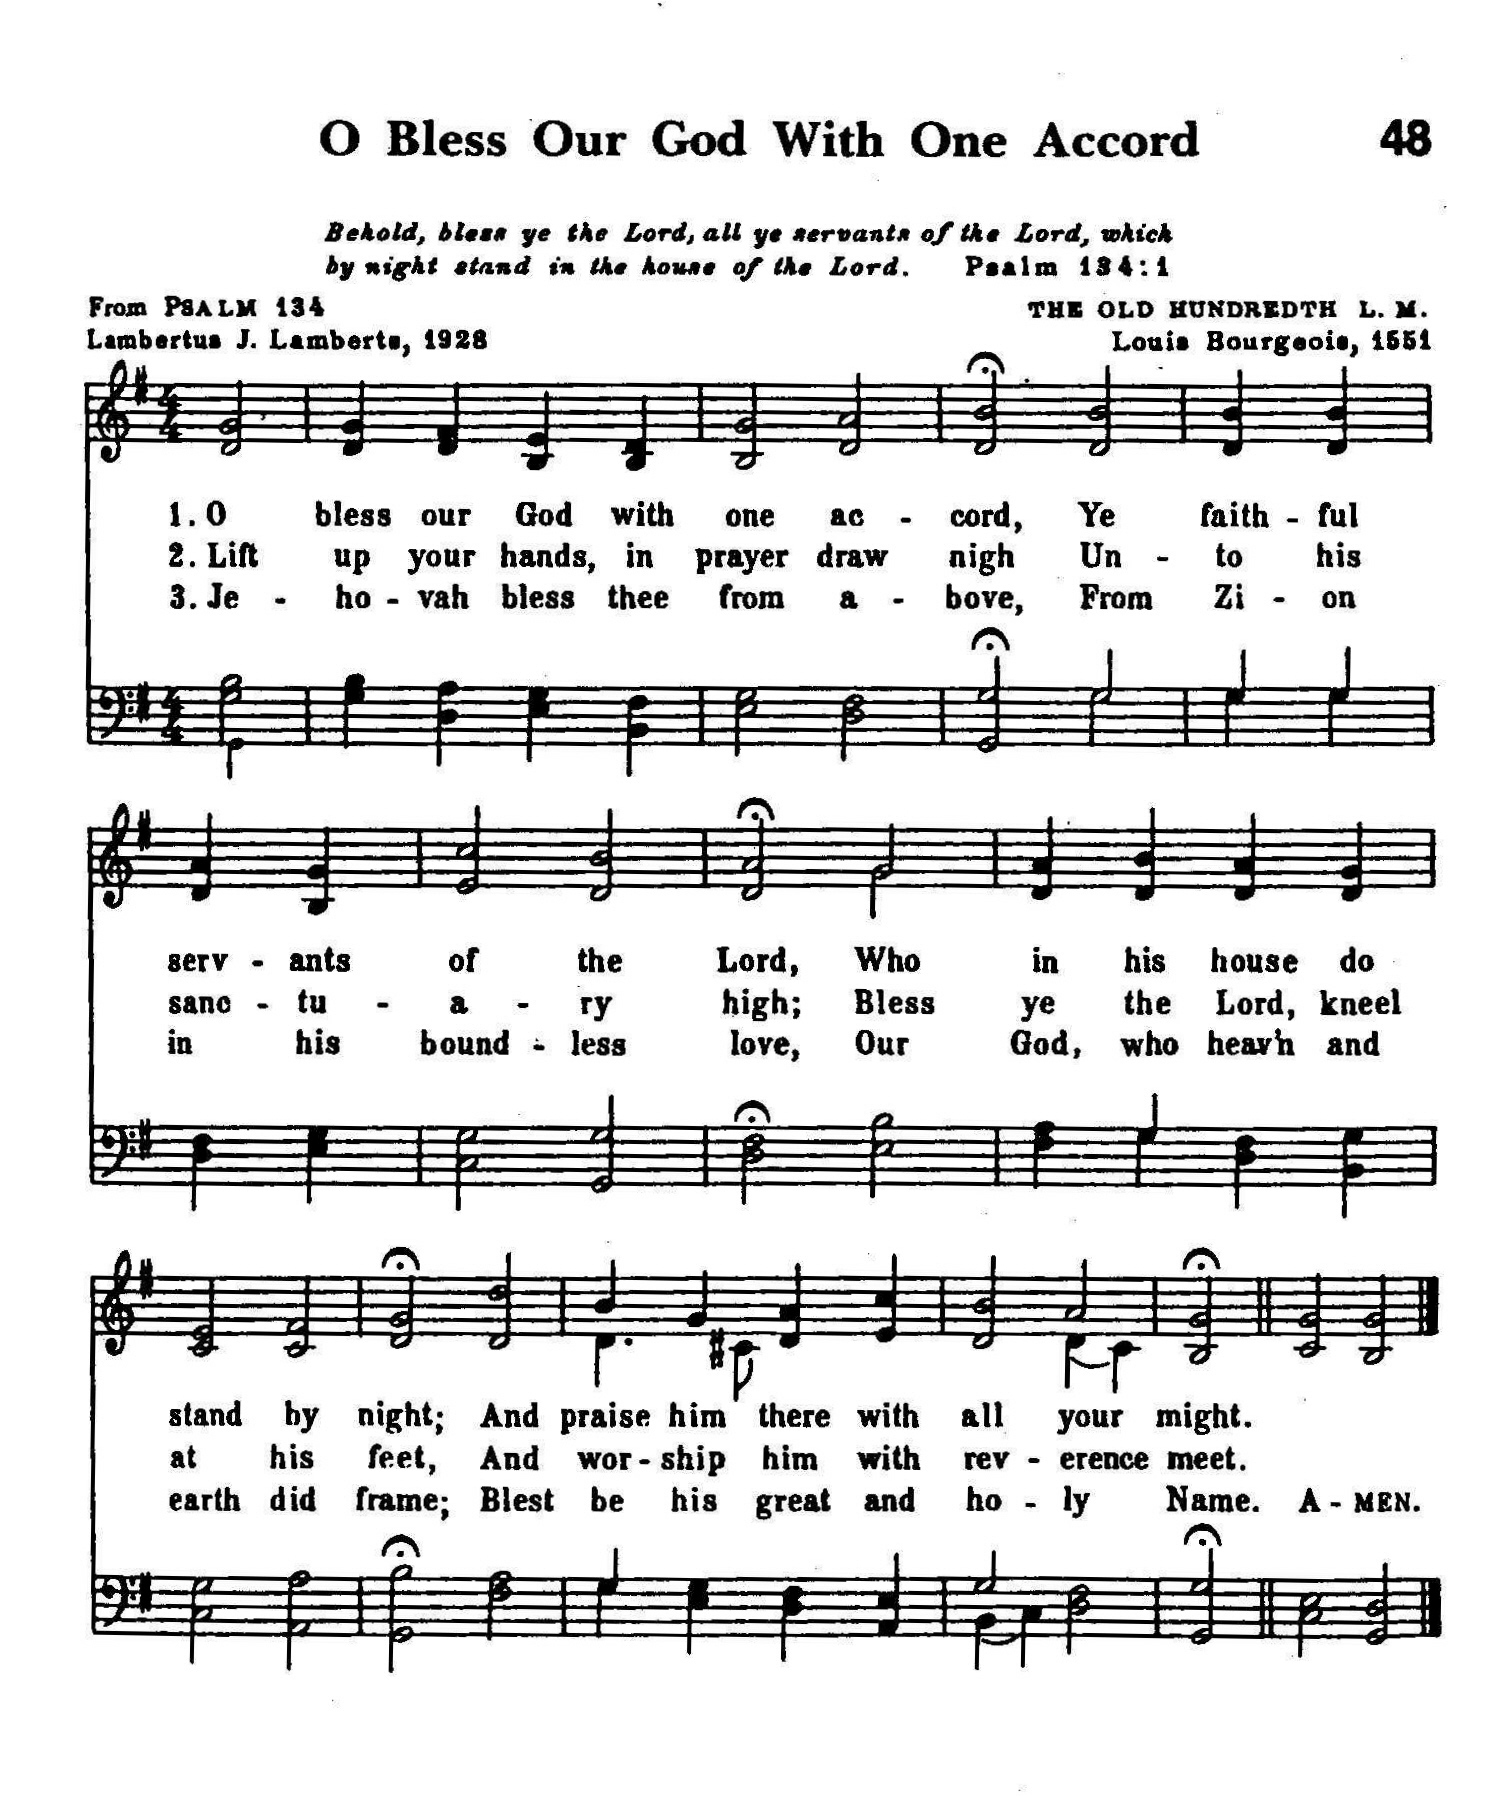 O Bless Our God With One Accord 48
Behold, bless ye the Lord, all ye servants of the Lord, which
by night stand in the house of the Lord. Psalm 134:1
From PSALM 134 THE OLD HUNDREDTH L. M.
Lambertus J. Lamberts, 1928 Louis Bourgeois, 1551
1. O bless our God with one ac - cord, Ye faith - ful
2. Lift up your hands, in prayer draw nigh Un - to his
3. Je - ho - vah bless thee from a - bove, From Zi - on
serv - ants of the Lord, Who in his house do
sanc - tu - a - ry high; Bless ye the Lord, kneel
in his bound - less love, Our God, who heav'n and
stand by night; And praise him there with all your might.
at his feet, And wor - ship him with rev - erence meet.
earth did frame; Blest be his great and ho - ly Name. A - MEN.